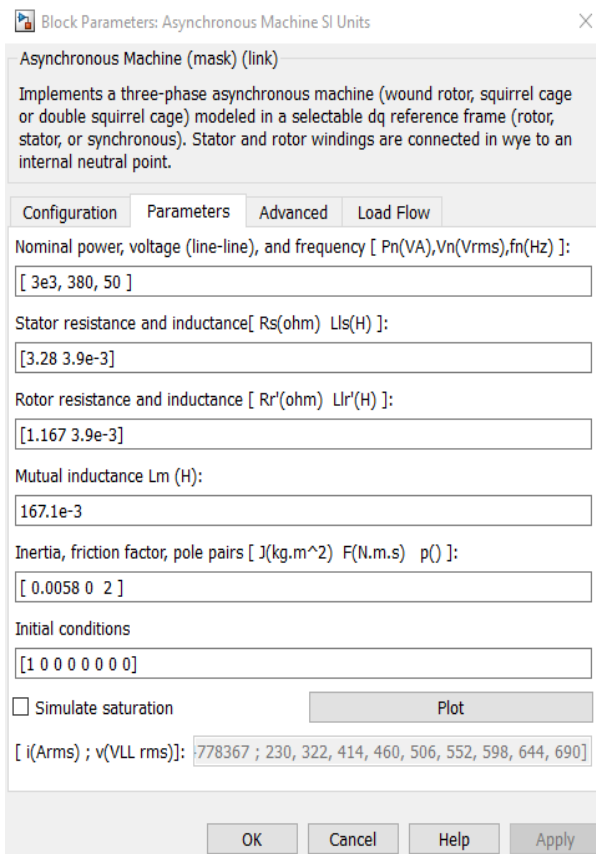 Block Parameters: Asynchronous Machine SI Units
Asynchronous Machine (mask) (link)
Implements a three-phase asynchronous machine (wound rotor, squirrel cage
or double squirrel cage) modeled in a selectable dq reference frame (rotor,
stator, or synchronous). Stator and rotor windings are connected in wye to an
internal neutral point.
Configuration Parameters Advanced Load Flow
Nominal power, voltage (line-line), and frequency [ Pn(VA),Vn(Vrms),fn(Hz) ]:
[ 3e3, 380, 50 ]
Stator resistance and inductance[ Rs(ohm) Lls(H) ]:
[3.28 3.9e-3]
Rotor resistance and inductance [ Rr'(ohm) Llr'(H) ]:
[1.167 3.9e-3]
Mutual inductance Lm (H):
167.1e-3
Inertia, friction factor, pole pairs [ J(kg.m^2) F(N.m.s) p() ]:
[ 0.0058 0 2 ]
Initial conditions
[1 0 0 0 0 0 0 0]
Simulate saturation Plot
[ i(Arms) ; v(VLL rms)]: 778367 ; 230, 322, 414, 460, 506, 552, 598, 644, 690]
OK Cancel Help Apply